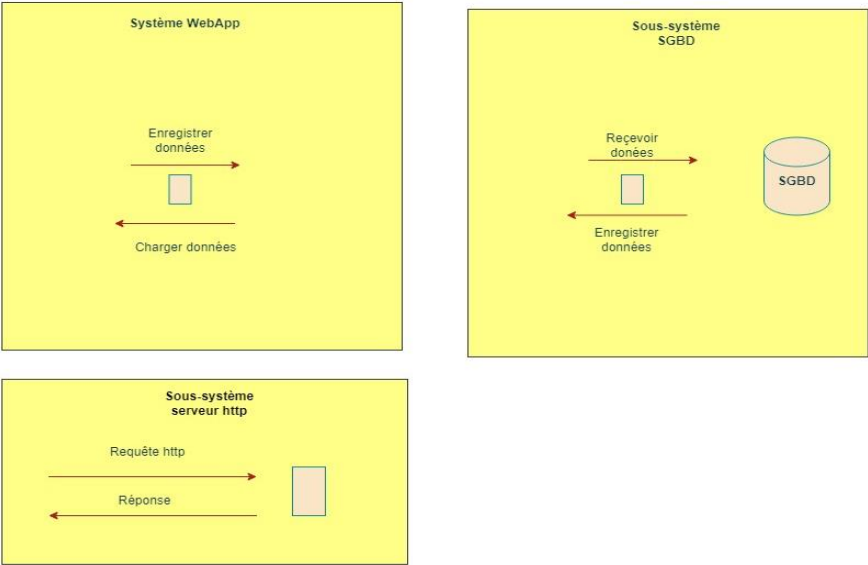 Système WebApp
Enregistrer
données
Charger données
Sous-système
SGBD
Reçevoir
donées
SGBD
Enregistrer
données
Sous-système
serveur http
Requête http
Réponse